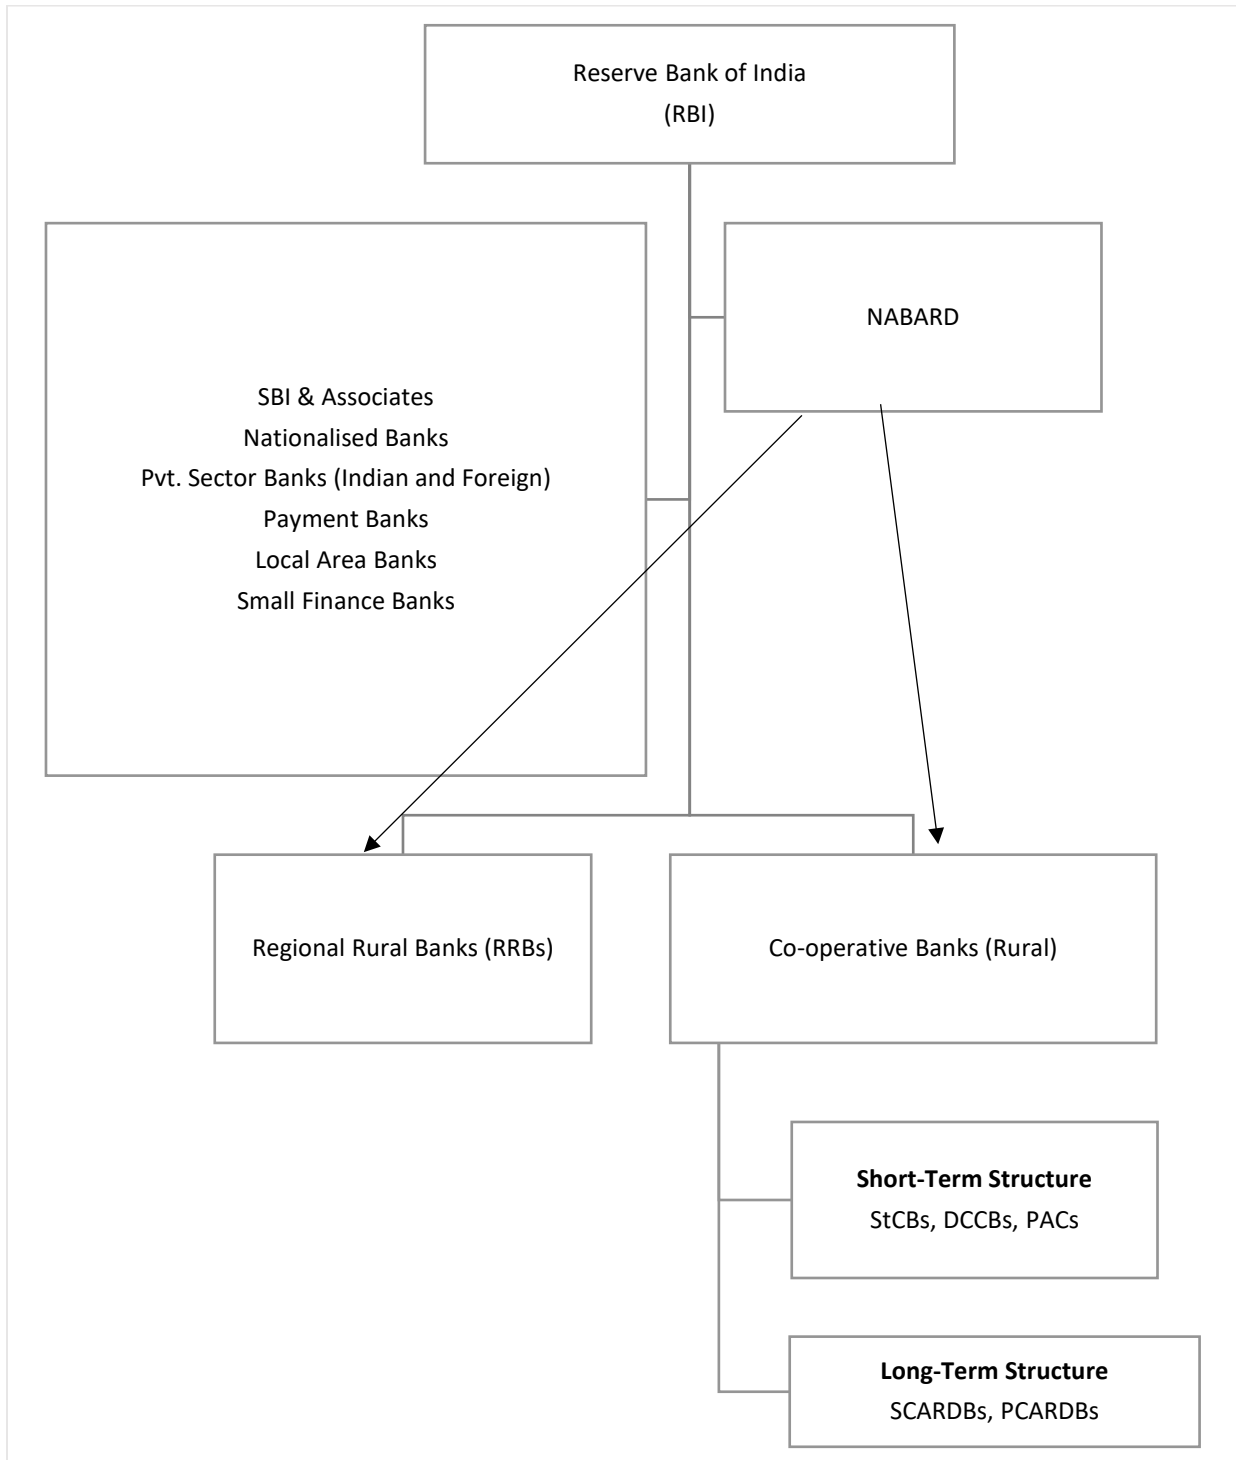 Reserve Bank of India
(RBI)
NABARD
SBI & Associates
Nationalised Banks
Pvt. Sector Banks (Indian and Foreign)
Payment Banks
Local Area Banks
Small Finance Banks
Regional Rural Banks (RRBs)
Co-operative Banks (Rural)
Short-Term Structure
StCBs, DCCBs, PACs
Long-Term Structure
SCARDBs, PCARDBs